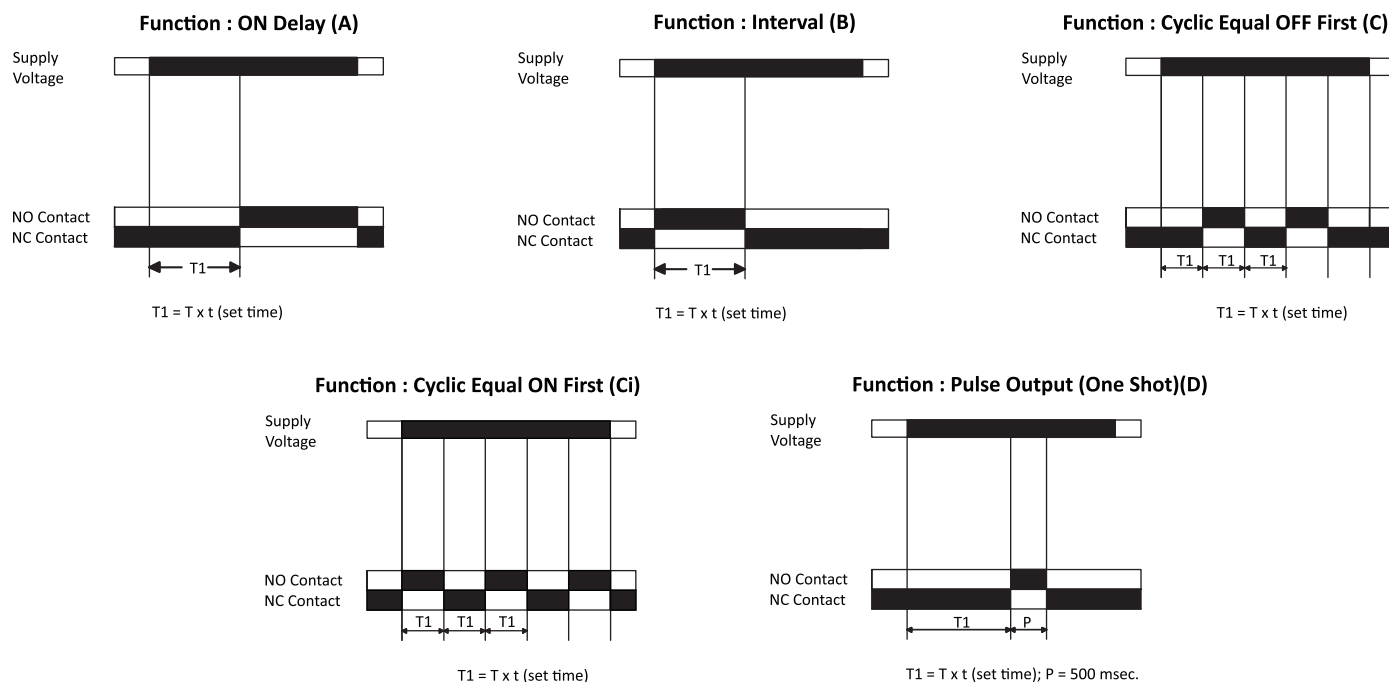 Function : ON Delay (A)
Supply
Voltage
NO Contact
NC Contact
T1
T1 = T x t (set time)
Function : Interval (B)
Supply
Voltage
NO Contact
NC Contact
T1
T1 = T x t (set time)
Function : Cyclic Equal OFF First (C)
Supply
Voltage
NO Contact
NC Contact
T1 T1 T1
T1 = T x t (set time)
Function : Cyclic Equal ON First (Ci)
Supply
Voltage
NO Contact
NC Contact
T1 T1 T1
T1 = T x t (set time)
Function : Pulse Output (One Shot)(D)
Supply
Voltage
NO Contact
NC Contact
T1 P
T1 = T x t (set time); P = 500 msec.